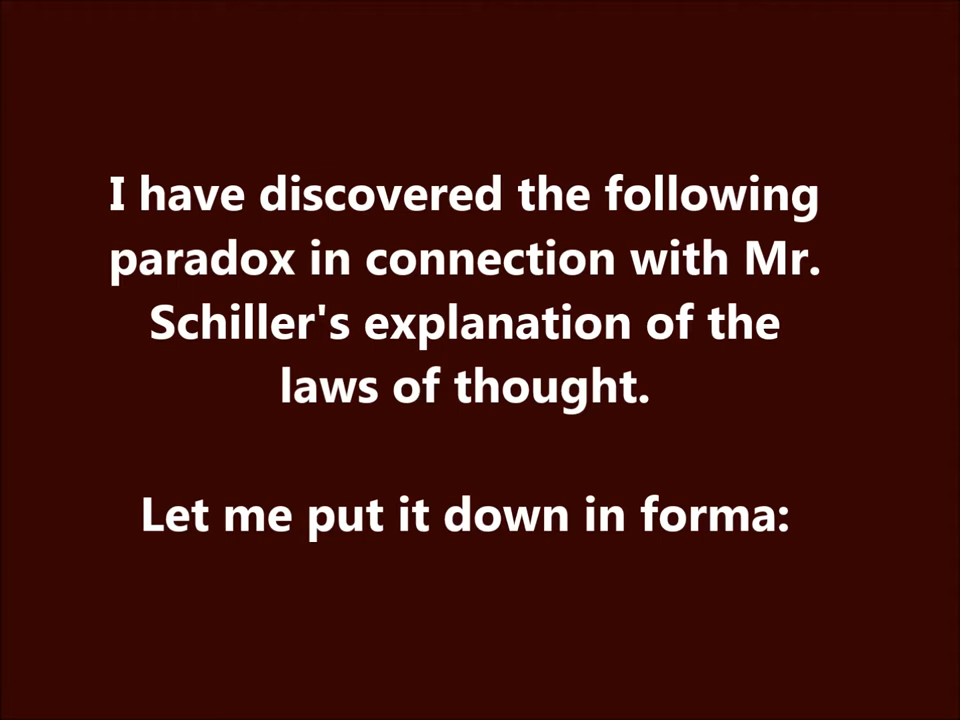 I have discovered the following
paradox in connection with Mr.
Schiller's explanation of the
laws of thought.
Let me put it down in forma: